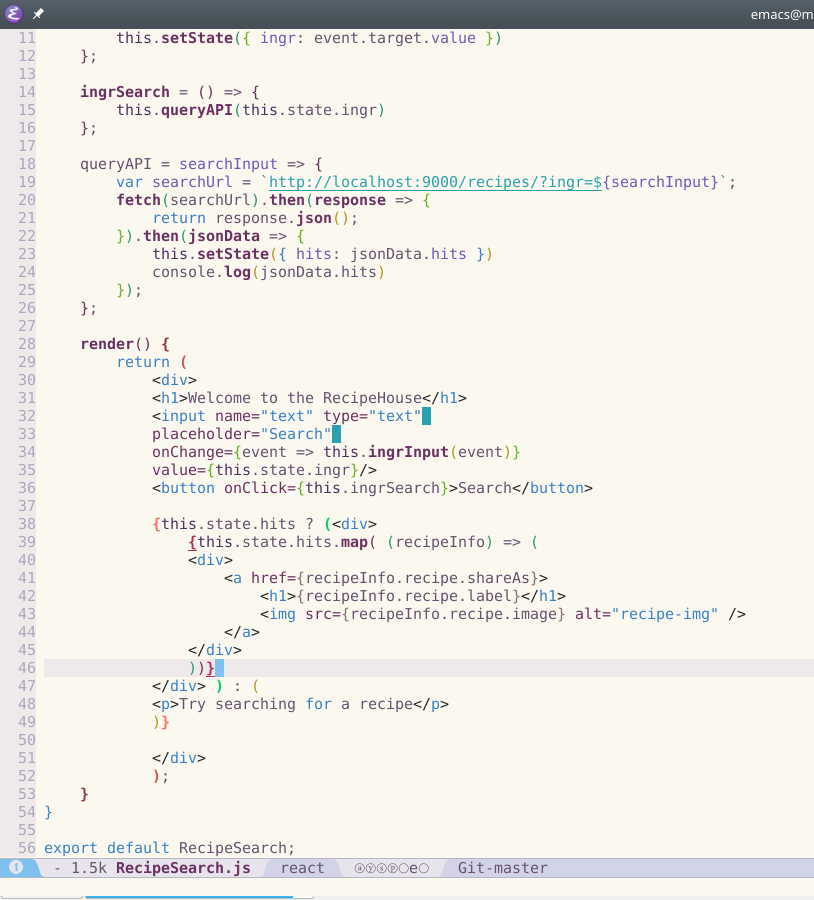 emacs@m
11 this.setState({ ingr: event.target.value })
12 };
13
14 ingrSearch = () => {
15 this.queryAPI(this.state.ingr)
16 };
17
18 queryAPI = searchInput => {
19 var searchUrl = `http://localhost:9000/recipes/?ingr=${searchInput}`;
20 fetch(searchUrl).then(response => {
21 return response.json();
22 }).then(jsonData => {
23 this.setState({ hits: jsonData.hits })
24 console.log(jsonData.hits)
25 });
26 };
27
28 render() {
29 return (
30 <div>
31 <h1>Welcome to the RecipeHouse</h1>
32 <input name="text" type="text"
33 placeholder="Search"
34 onChange={event => this.ingrInput(event)}
35 value={this.state.ingr}/>
36 <button onClick={this.ingrSearch}>Search</button>
37
38 {this.state.hits ? (<div>
39 {this.state.hits.map( (recipeInfo) => (
40 <div>
41 <a href={recipeInfo.recipe.shareAs}>
42 <h1>{recipeInfo.recipe.label}</h1>
43 <img src={recipeInfo.recipe.image} alt="recipe-img" />
44 </a>
45 </div>
46 ))}
47 </div> ) : (
48 <p>Try searching for a recipe</p>
49 )}
50
51 </div>
52 );
53 }
54 }
55
56 export default RecipeSearch;
- 1.5k RecipeSearch.js react Git-master